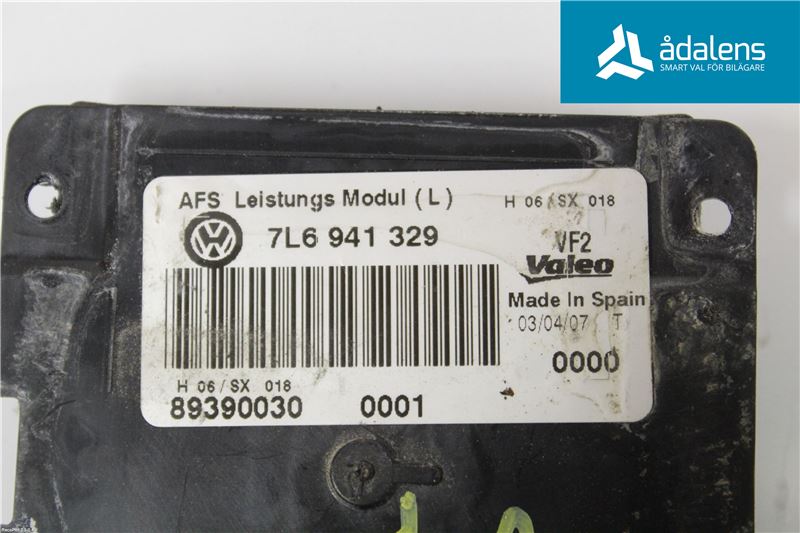 ådalens
SMART VAL FÖR BILÄGARE
AFS Leistungs Modul ( L )
H 06 / SX 018
VW
7L6 941 329
VF2
Valeo
Made In Spain
03/04/07 T
0000
H 06 / SX 018
89390030 0001